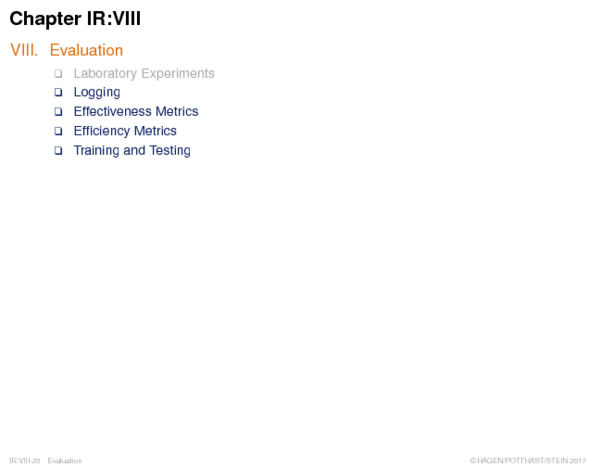 Chapter IR:VIII
VIII. Evaluation
❑ Laboratory Experiments
❑ Logging
❑ Effectiveness Metrics
❑ Efficiency Metrics
❑ Training and Testing
IR:VIII-20 Evaluation ©HAGEN/POTTHAST/STEIN 2017